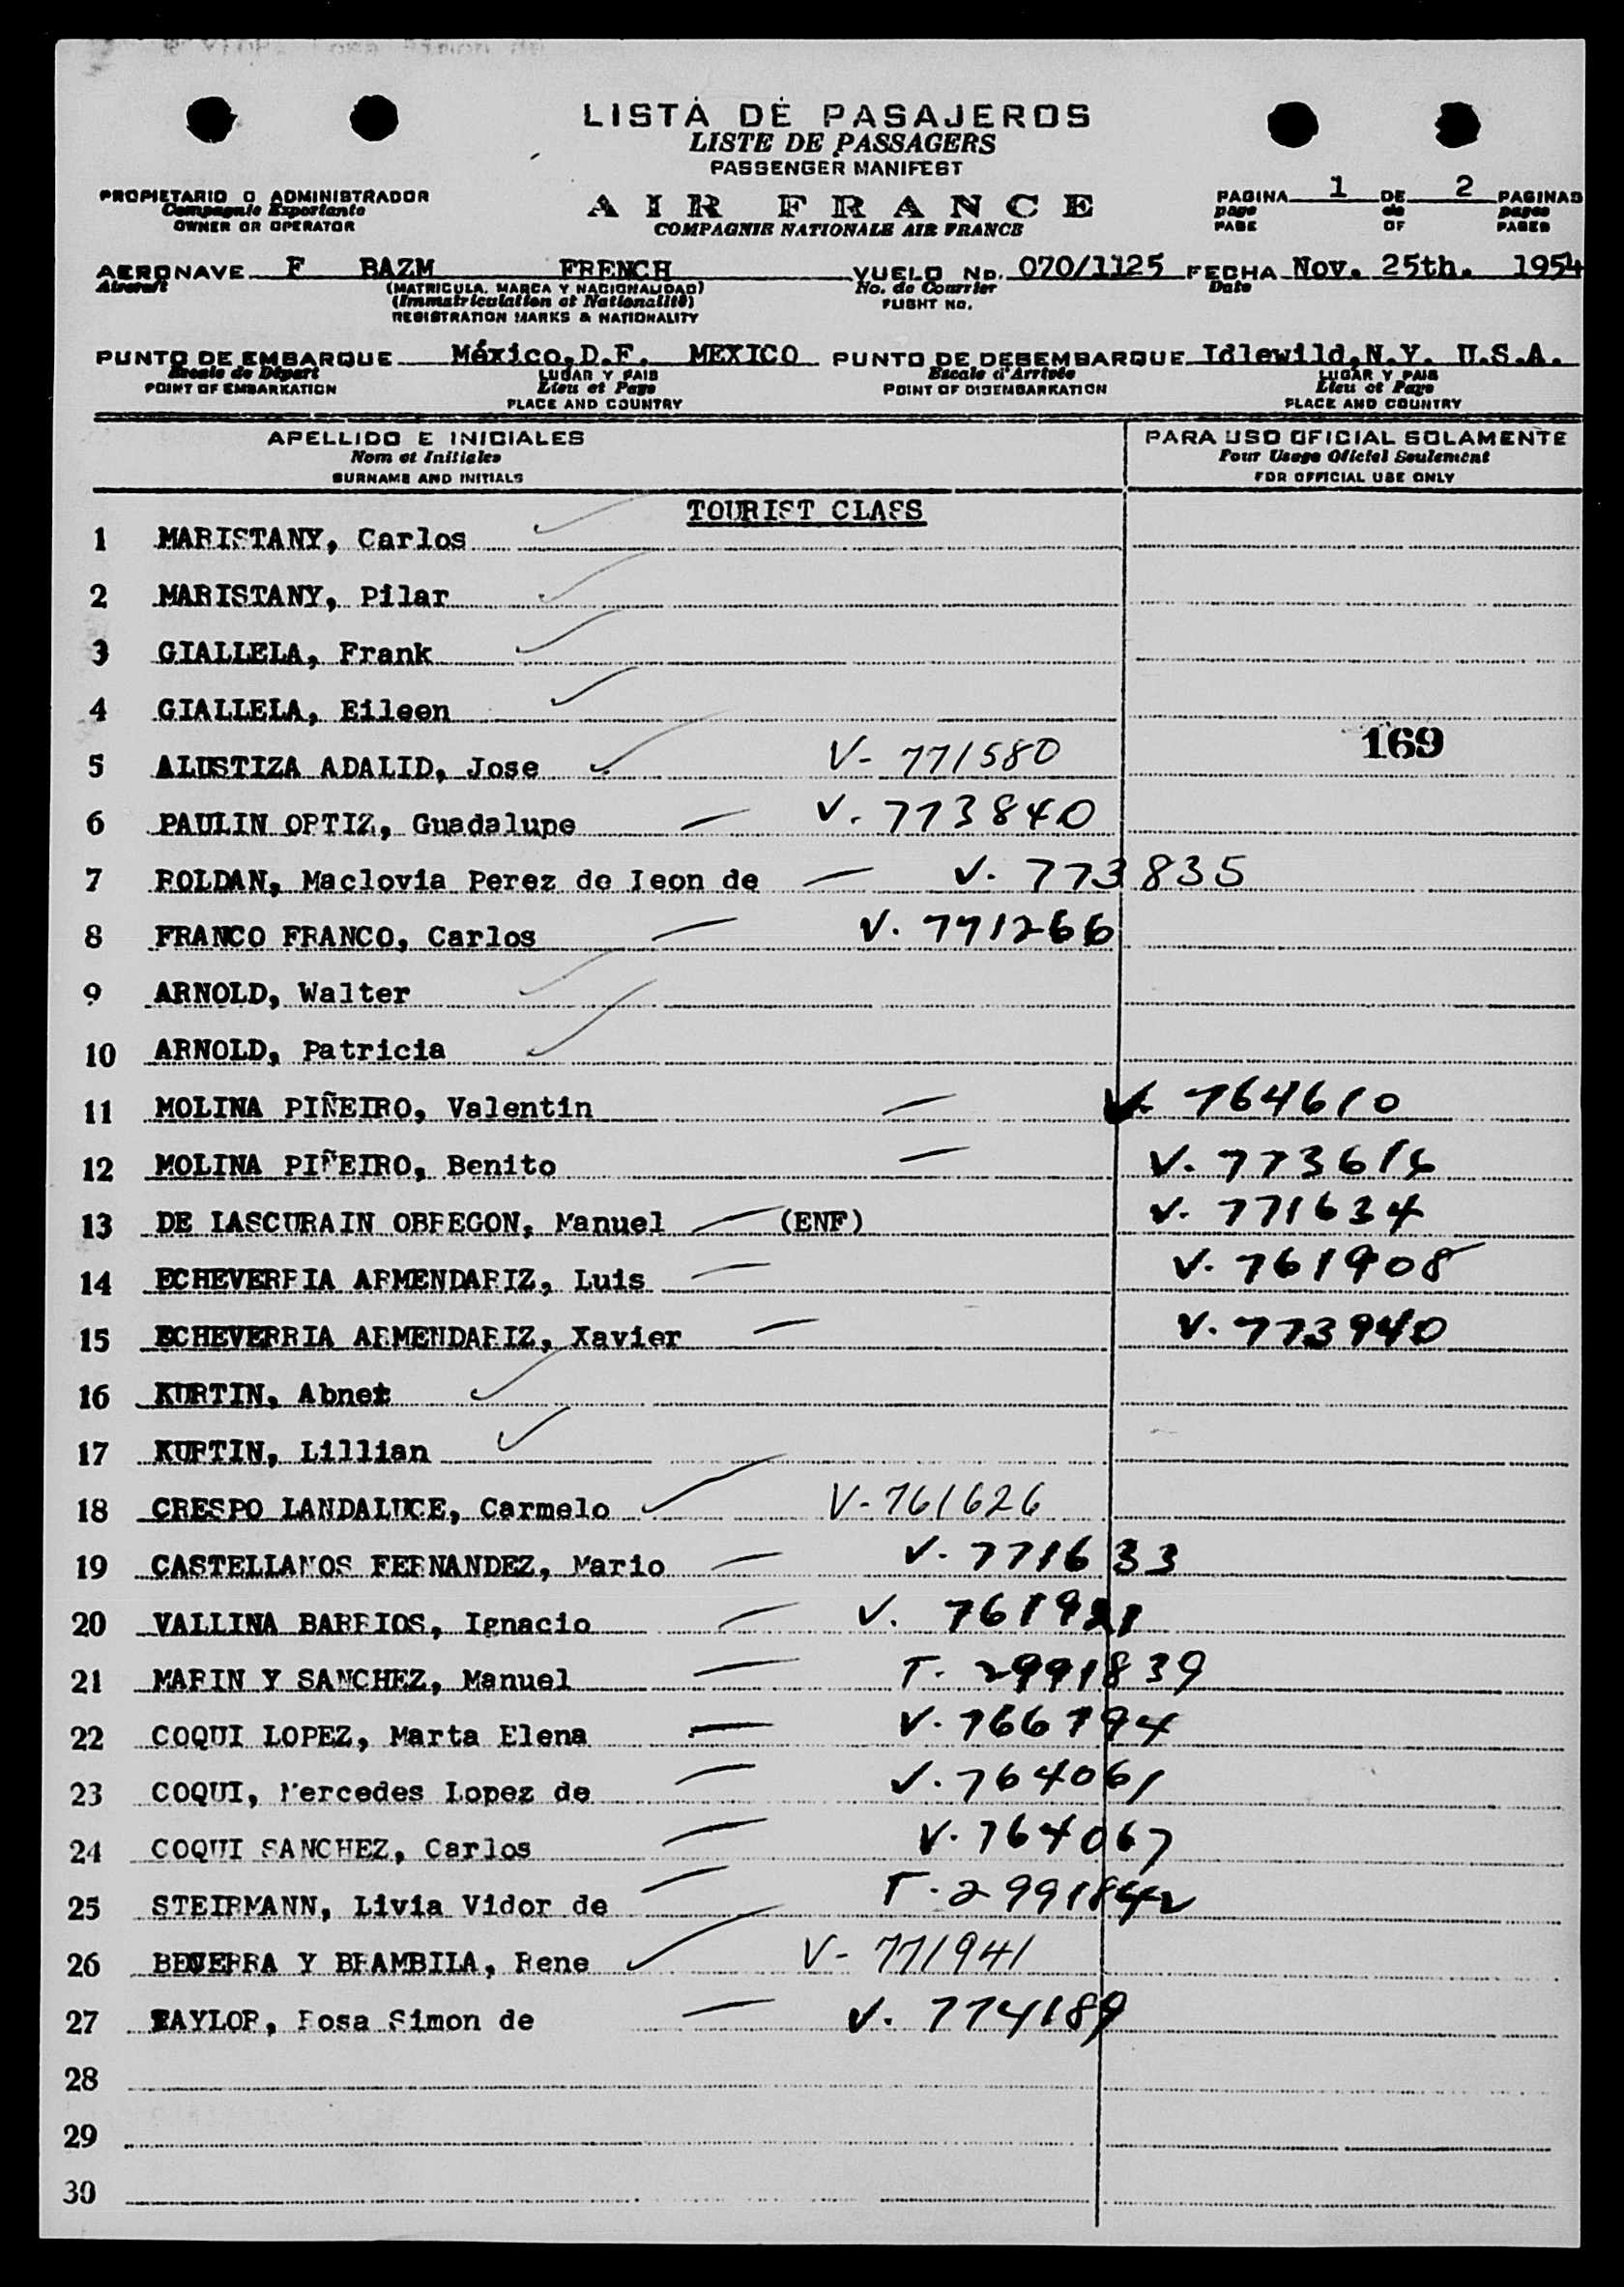 LISTA DE PASAJEROS
LISTE DE PASSAGERS
PASSENGER MANIFEST
PROPIETARIO O ADMINISTRADOR
Compagnie Exportante
OWNER OR OPERATOR
AIR FRANCE
COMPAGNIE NATIONALE AIR FRANCE
PAGINA 1 DE 2 PAGINAS
page de pages
PAGE OF PAGES
AERONAVE F BAZM FRENCH VUELO No. 070/1125 FECHA Nov. 25th. 1954
Aircraft (MATRICULA, MARCA Y NACIONALIDAD) No. de Courrier Date
(Immatriculation et Nationalité) FLIGHT NO.
REGISTRATION MARKS & NATIONALITY
PUNTO DE EMBARQUE México, D.F. MEXICO PUNTO DE DESEMBARQUE Idlewild, N.Y. U.S.A.
Escale de Départ LUGAR Y PAIS Escale d'Arrivée LUGAR Y PAIS
POINT OF EMBARKATION Lieu et Pays POINT OF DISEMBARKATION Lieu et Pays
PLACE AND COUNTRY PLACE AND COUNTRY
APELLIDO E INICIALES PARA USO OFICIAL SOLAMENTE
Nom et Initiales Pour Usage Officiel Seulement
SURNAME AND INITIALS FOR OFFICIAL USE ONLY
TOURIST CLASS
1 MARISTANY, Carlos
2 MARISTANY, Pilar
3 GIALLELA, Frank
4 GIALLELA, Eileen
169
5 ALUSTIZA ADALID, Jose V- 771580
6 PAULIN ORTIZ, Guadalupe V. 773840
7 ROLDAN, Maclovia Perez de Leon de V. 773835
8 FRANCO FRANCO, Carlos V. 771266
9 ARNOLD, Walter
10 ARNOLD, Patricia
11 MOLINA PIÑEIRO, Valentin V. 764610
12 MOLINA PIÑEIRO, Benito V. 773616
13 DE LASCURAIN OBREGON, Manuel (ENF) V. 771634
14 ECHEVERRIA ARMENDARIZ, Luis V. 761908
15 ECHEVERRIA ARMENDARIZ, Xavier V. 773940
16 KURTIN, Abnet
17 KURTIN, Lillian
18 CRESPO LANDALUCE, Carmelo V-761626
19 CASTELLANOS FERNANDEZ, Mario V. 771633
20 VALLINA BARRIOS, Ignacio V. 761921
21 MARIN Y SANCHEZ, Manuel T. 2991839
22 COQUI LOPEZ, Marta Elena V. 766794
23 COQUI, Mercedes Lopez de V. 764061
24 COQUI SANCHEZ, Carlos V. 764067
25 STEIRMANN, Livia Vidor de T. 2991842
26 BECERRA Y BRAMBILA, Rene V- 771941
27 TAYLOR, Rosa Simon de V. 774189
28
29
30